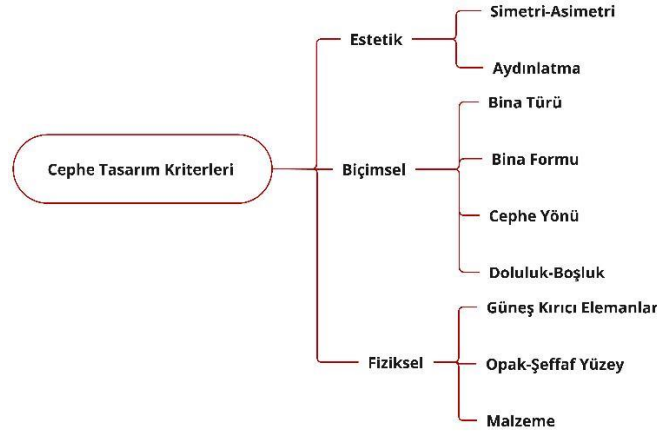 Cephe Tasarım Kriterleri
Estetik
Simetri-Asimetri
Aydınlatma
Biçimsel
Bina Türü
Bina Formu
Cephe Yönü
Doluluk-Boşluk
Fiziksel
Güneş Kırıcı Elemanlar
Opak-Şeffaf Yüzey
Malzeme